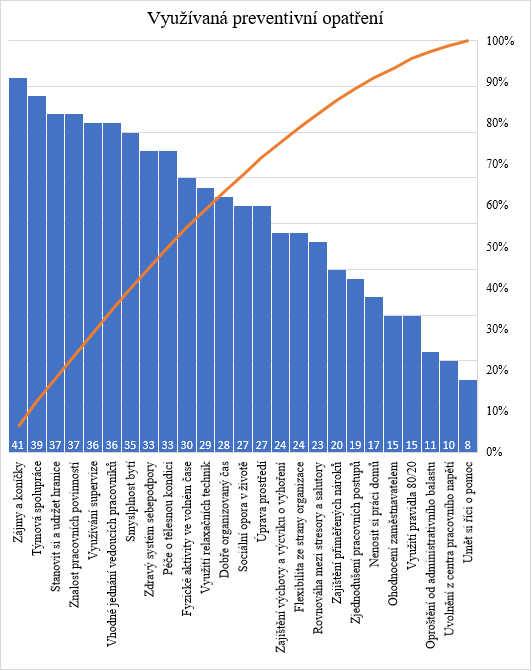 Využívaná preventivní opatření
100%
90%
80%
70%
60%
50%
40%
30%
20%
10%
0%
41 39 37 37 36 36 35 33 33 30 29 28 27 27 24 24 23 20 19 17 15 15 11 10 8
Zájmy a koníčky
Týmová spolupráce
Stanovit si a udržet hranice
Znalost pracovních povinností
Využívání supervize
Vhodné jednání vedoucích pracovníků
Smysluplnost bytí
Zdravý systém sebepodpory
Péče o tělesnou kondici
Fyzické aktivity ve volném čase
Využití relaxačních technik
Dobře organizovaný čas
Sociální opora v životě
Úprava prostředí
Zajištění výchovy a výcviku o vyhoření
Flexibilita ze strany organizace
Rovnováha mezi stresory a salutory
Zajištění přiměřených nároků
Zjednodušení pracovních postupů
Nenosit si práci domů
Ohodnocení zaměstnavatelem
Využití pravidla 80/20
Oproštění od administrativního balastu
Uvolnění z centra pracovního napětí
Umět si říci o pomoc